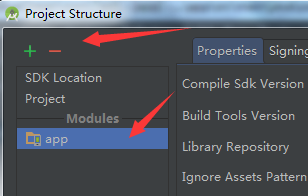 Project Structure
Properties Signing
SDK Location
Project
Modules
app
Compile Sdk Version
Build Tools Version
Library Repository
Ignore Assets Pattern